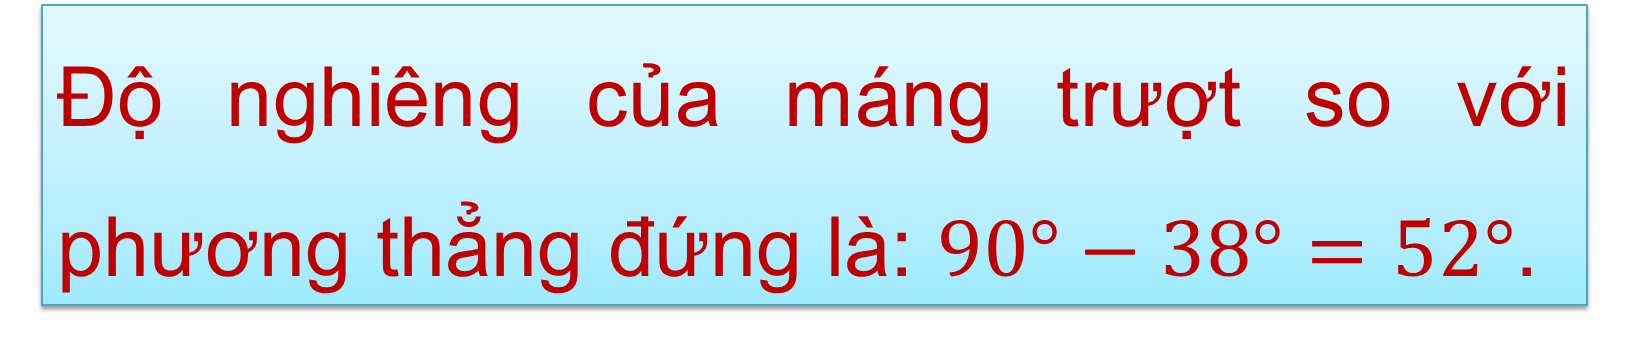 Độ nghiêng của máng trượt so với
phương thẳng đứng là: 90° − 38° = 52°.